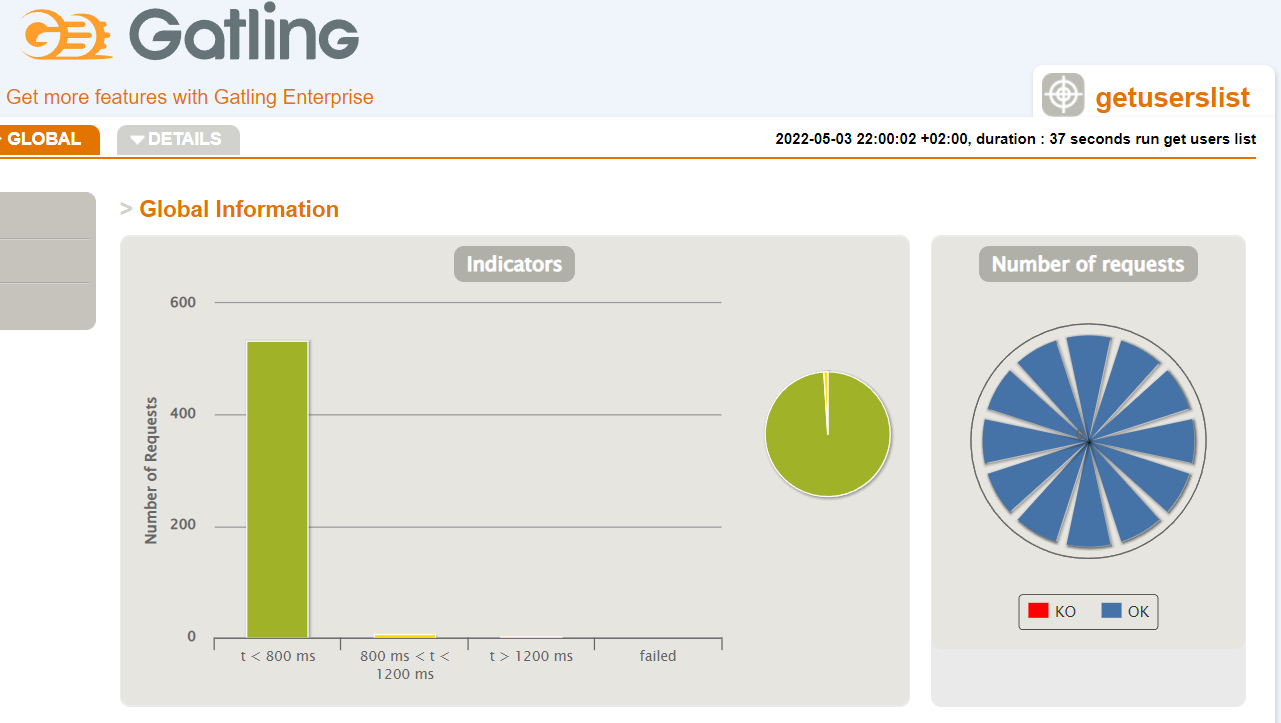 Gatling
Get more features with Gatling Enterprise
getuserslist
GLOBAL
DETAILS
2022-05-03 22:00:02 +02:00, duration : 37 seconds run get users list
> Global Information
Indicators
600
400
200
0
Number of Requests
t < 800 ms
800 ms < t <
1200 ms
t > 1200 ms
failed
Number of requests
KO
OK